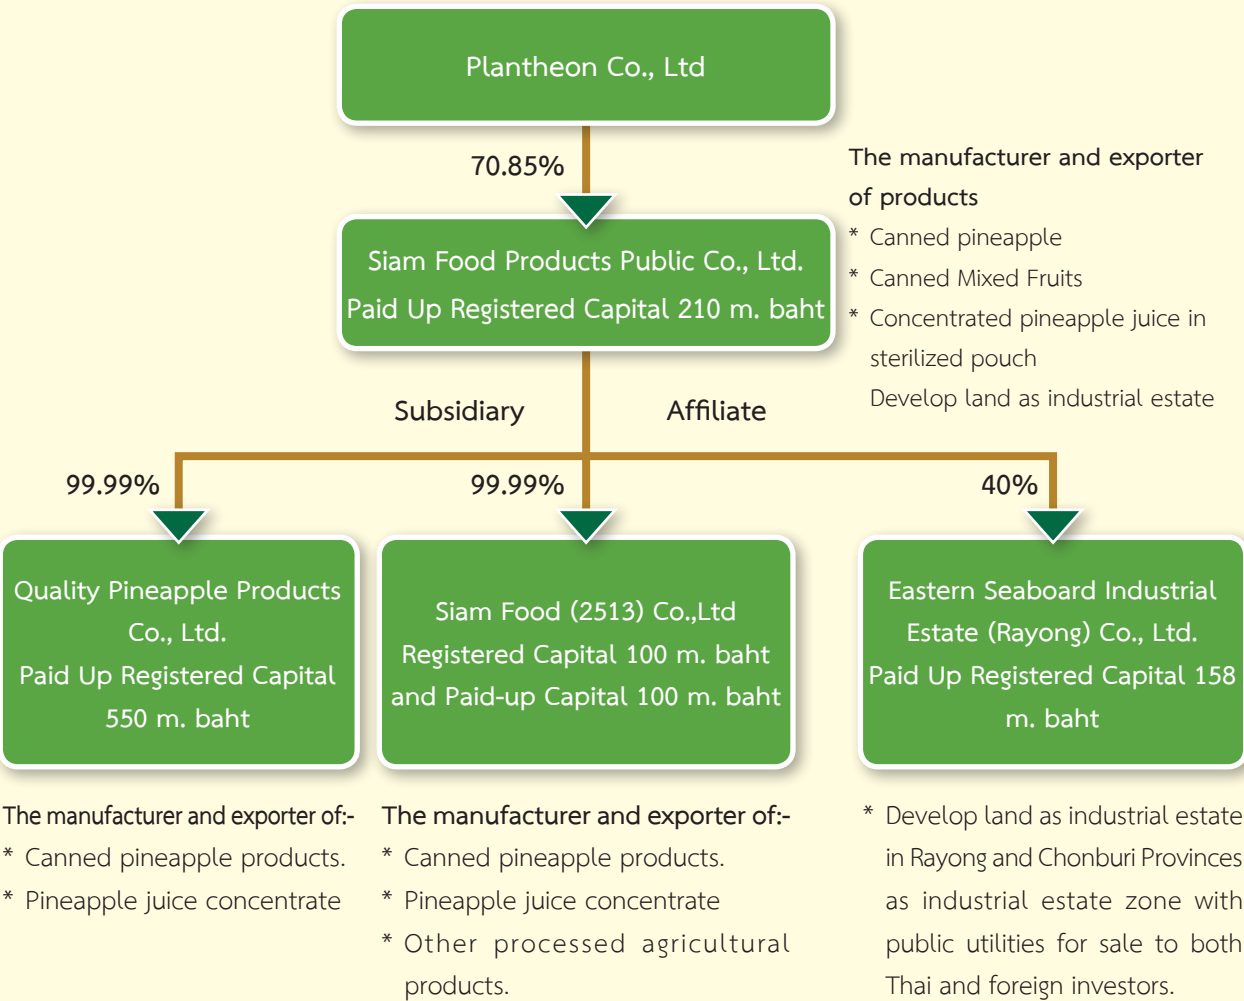 Plantheon Co., Ltd
70.85%
The manufacturer and exporter
of products
* Canned pineapple
* Canned Mixed Fruits
* Concentrated pineapple juice in
sterilized pouch
Develop land as industrial estate
Siam Food Products Public Co., Ltd.
Paid Up Registered Capital 210 m. baht
Subsidiary
Affiliate
99.99%
99.99%
40%
Quality Pineapple Products
Co., Ltd.
Paid Up Registered Capital
550 m. baht
Siam Food (2513) Co.,Ltd
Registered Capital 100 m. baht
and Paid-up Capital 100 m. baht
Eastern Seaboard Industrial
Estate (Rayong) Co., Ltd.
Paid Up Registered Capital 158
m. baht
The manufacturer and exporter of:-
* Canned pineapple products.
* Pineapple juice concentrate
The manufacturer and exporter of:-
* Canned pineapple products.
* Pineapple juice concentrate
* Other processed agricultural
products.
* Develop land as industrial estate
in Rayong and Chonburi Provinces
as industrial estate zone with
public utilities for sale to both
Thai and foreign investors.